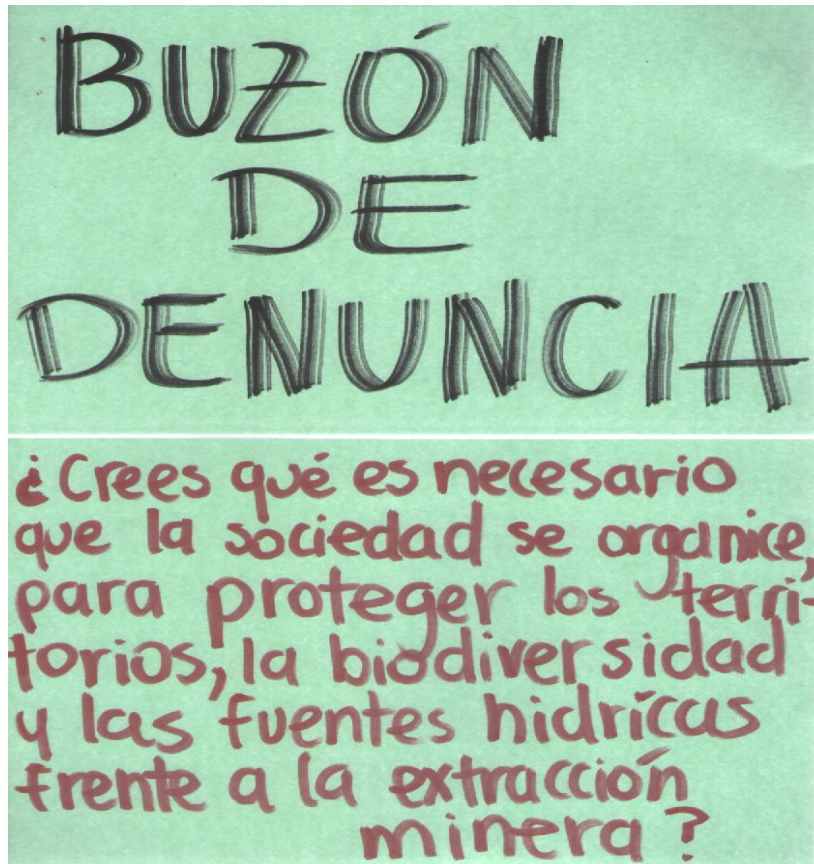 BUZÓN
DE
DENUNCIA
¿Crees qué es necesario
que la sociedad se organice,
para proteger los terri-
torios, la biodiversidad
y las fuentes hidrícas
frente a la extracción
minera?